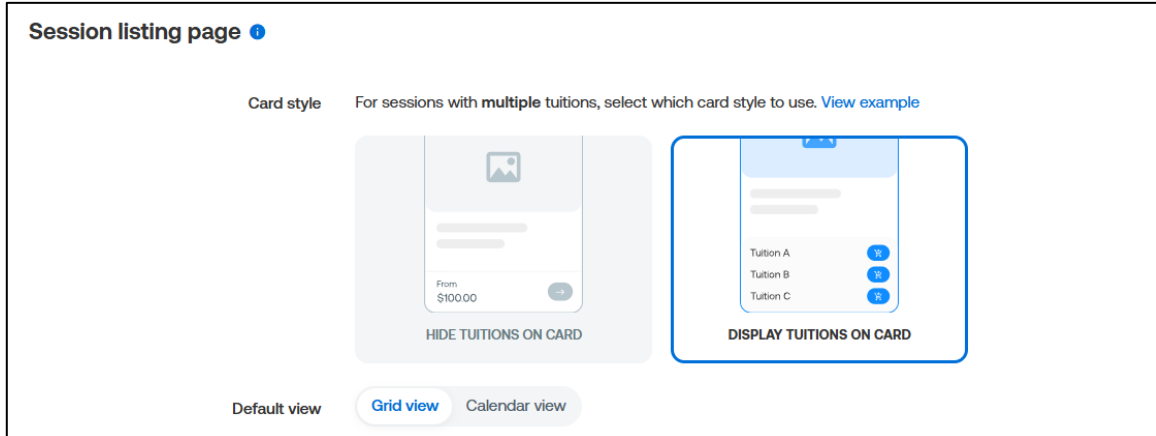 Session listing page
Card style
For sessions with multiple tuitions, select which card style to use. View example
From
$100.00
HIDE TUITIONS ON CARD
Tuition A
Tuition B
Tuition C
DISPLAY TUITIONS ON CARD
Default view
Grid view
Calendar view